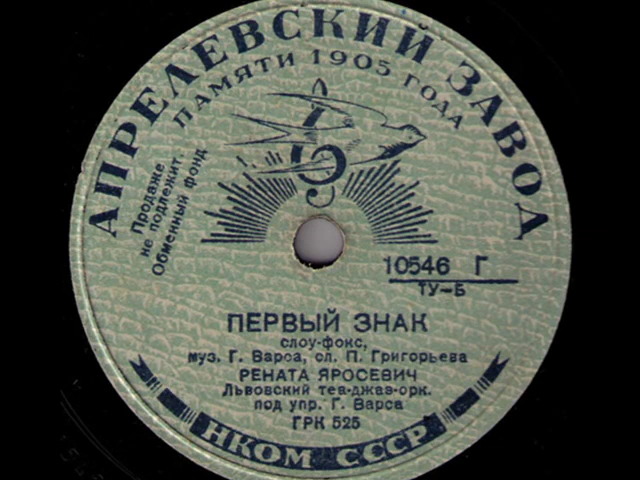 АПРЕЛЕВСКИЙ ЗАВОД
ПАМЯТИ 1905 ГОДА
Продаже
не подлежит.
Обменный фонд
10546 Г
ТУ-Б
ПЕРВЫЙ ЗНАК
слоу-фокс,
муз. Г. Варса, сл. П. Григорьева
РЕНАТА ЯРОСЕВИЧ
Львовский теа-джаз-орк.
под упр. Г. Варса
ГРК 525
НКОМ СССР